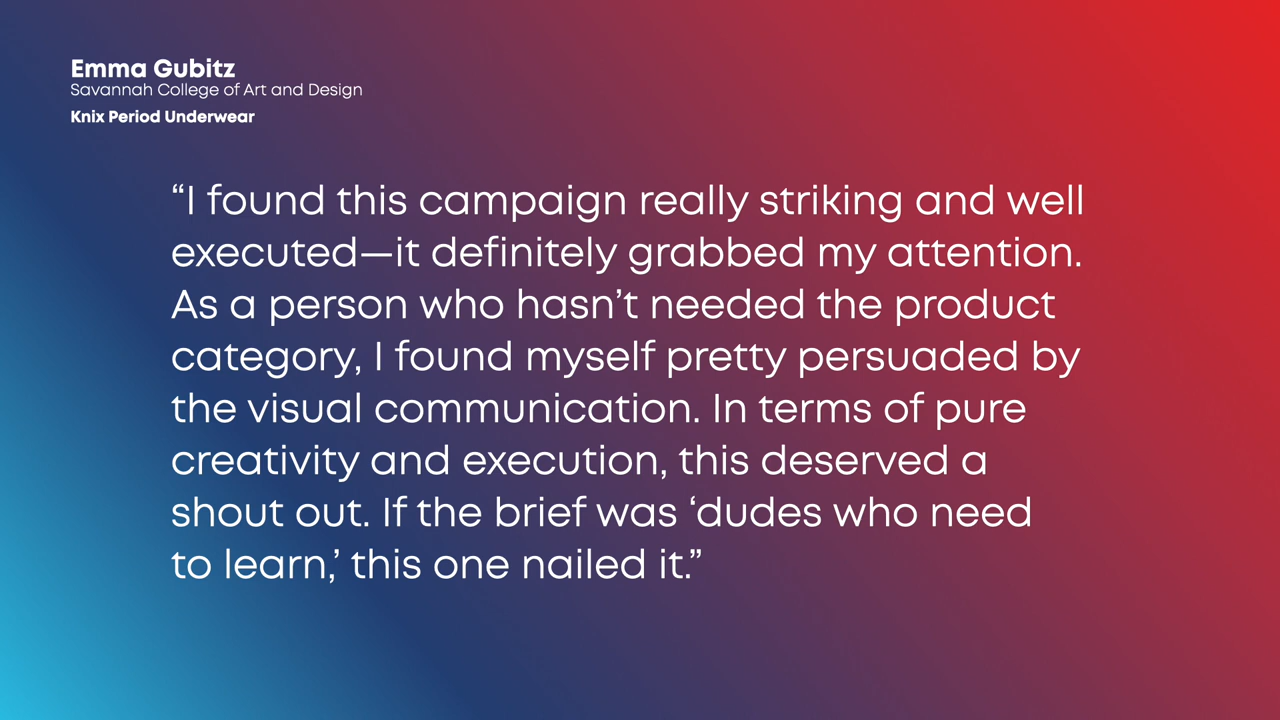 Emma Gubitz
Savannah College of Art and Design
Knix Period Underwear
“I found this campaign really striking and well
executed—it definitely grabbed my attention.
As a person who hasn’t needed the product
category, I found myself pretty persuaded by
the visual communication. In terms of pure
creativity and execution, this deserved a
shout out. If the brief was ‘dudes who need
to learn,’ this one nailed it.”